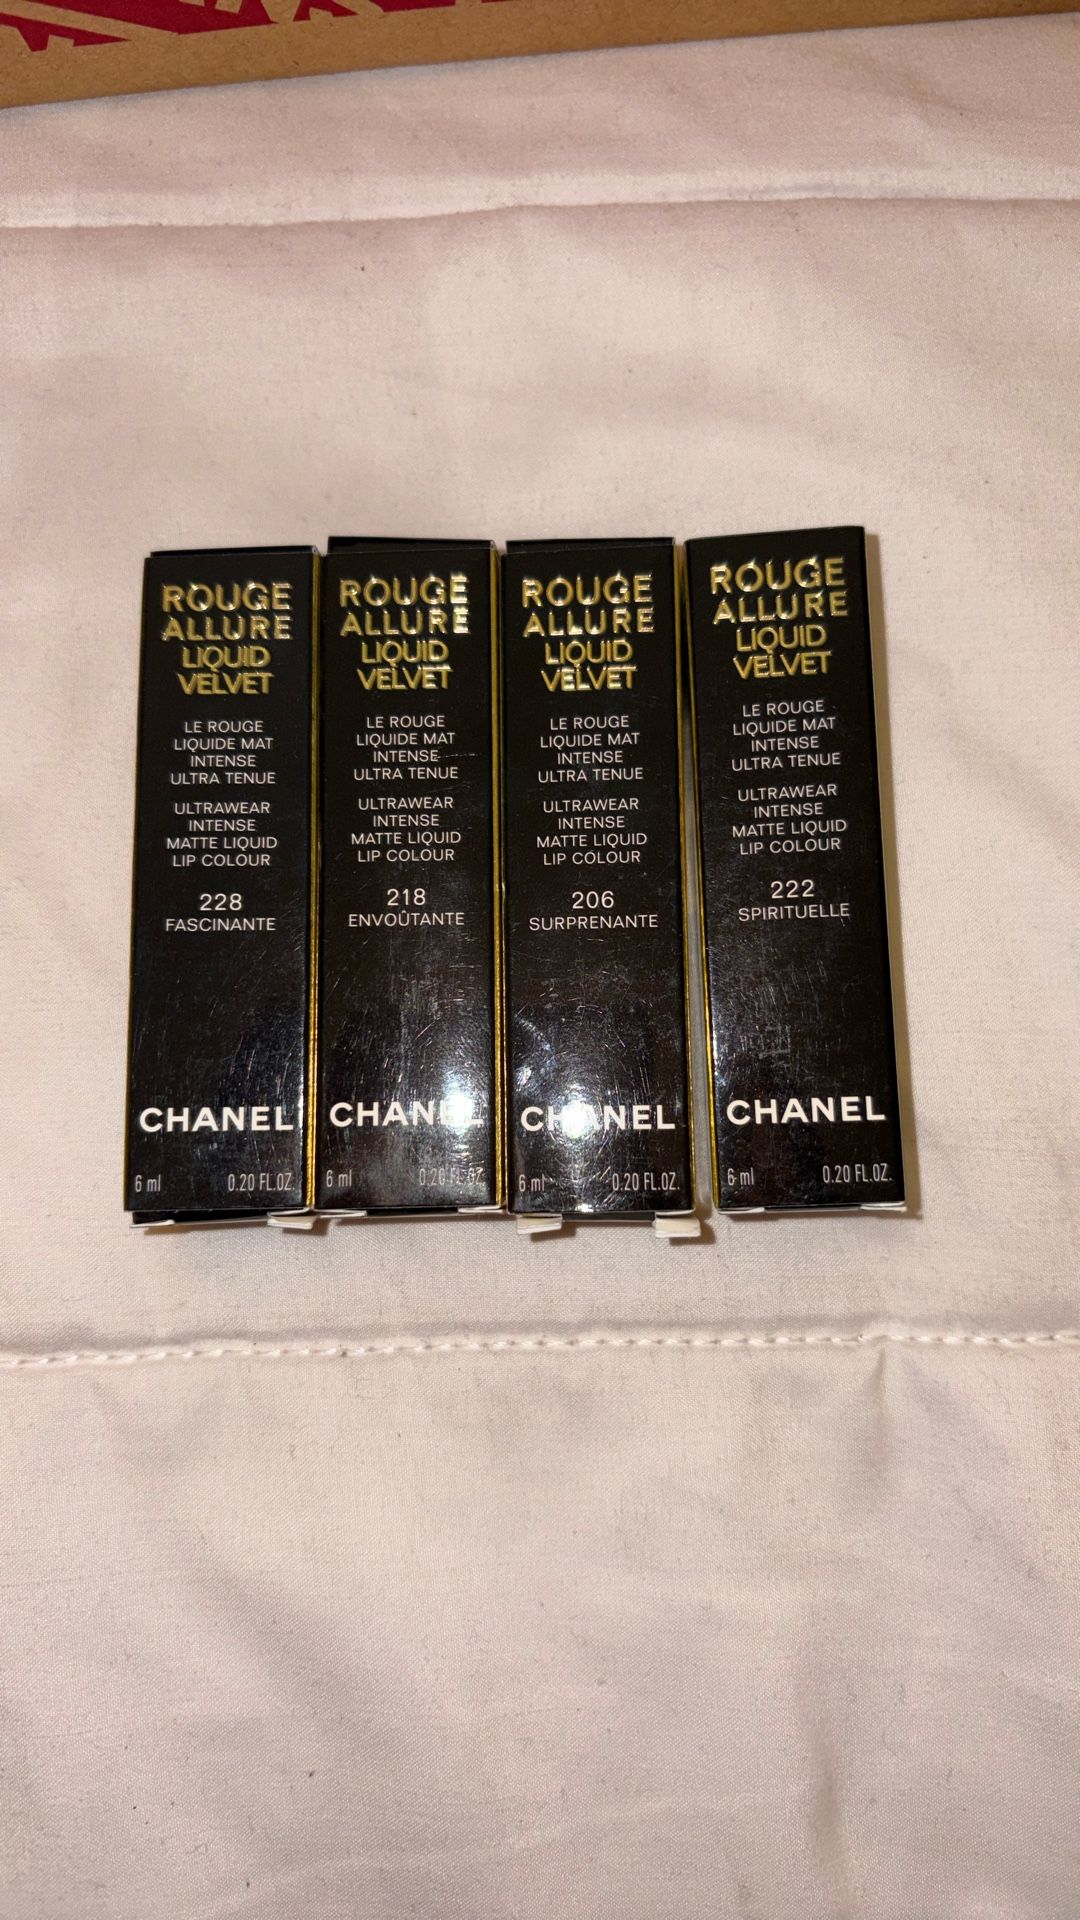 ROUGE
ALLURE
LIQUID
VELVET
LE ROUGE
LIQUIDE MAT
INTENSE
ULTRA TENUE
ULTRAWEAR
INTENSE
MATTE LIQUID
LIP COLOUR
228
FASCINANTE
CHANEL
6 ml 0.20 FL.OZ.
ROUGE
ALLURE
LIQUID
VELVET
LE ROUGE
LIQUIDE MAT
INTENSE
ULTRA TENUE
ULTRAWEAR
INTENSE
MATTE LIQUID
LIP COLOUR
218
ENVOÛTANTE
CHANEL
6 ml 0.20 FL.OZ.
ROUGE
ALLURE
LIQUID
VELVET
LE ROUGE
LIQUIDE MAT
INTENSE
ULTRA TENUE
ULTRAWEAR
INTENSE
MATTE LIQUID
LIP COLOUR
206
SURPRENANTE
CHANEL
6 ml 0.20 FL.OZ.
ROUGE
ALLURE
LIQUID
VELVET
LE ROUGE
LIQUIDE MAT
INTENSE
ULTRA TENUE
ULTRAWEAR
INTENSE
MATTE LIQUID
LIP COLOUR
222
SPIRITUELLE
CHANEL
6 ml 0.20 FL.OZ.